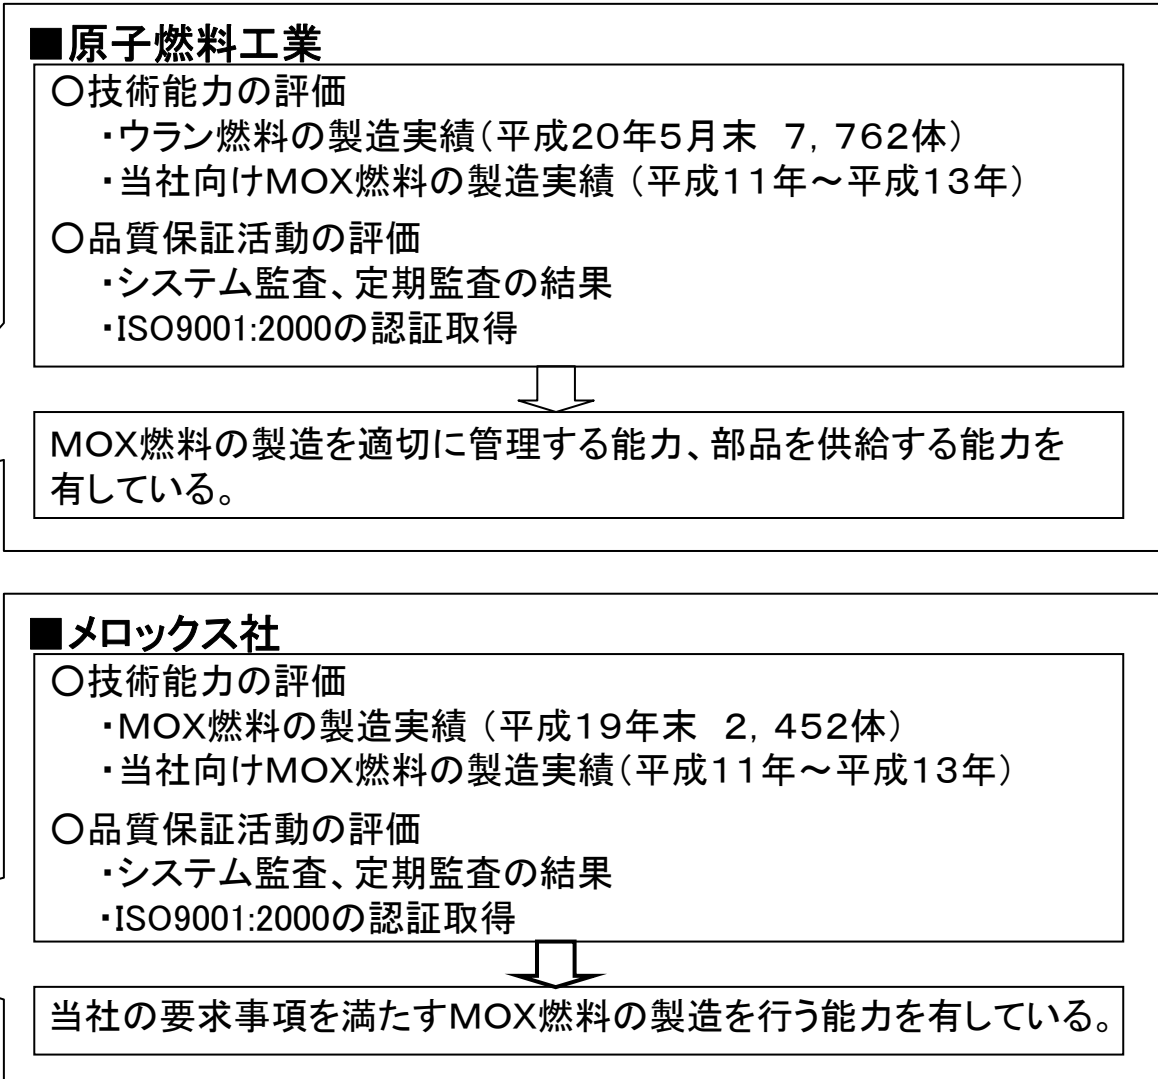 ■原子燃料工業
○技術能力の評価
・ウラン燃料の製造実績（平成２０年５月末　７，７６２体）
・当社向けＭＯＸ燃料の製造実績（平成１１年～平成１３年）
○品質保証活動の評価
・システム監査、定期監査の結果
・ISO9001:2000の認証取得
ＭＯＸ燃料の製造を適切に管理する能力、部品を供給する能力を
有している。
■メロックス社
○技術能力の評価
・ＭＯＸ燃料の製造実績（平成１９年末　２，４５２体）
・当社向けＭＯＸ燃料の製造実績（平成１１年～平成１３年）
○品質保証活動の評価
・システム監査、定期監査の結果
・ISO9001:2000の認証取得
当社の要求事項を満たすＭＯＸ燃料の製造を行う能力を有している。